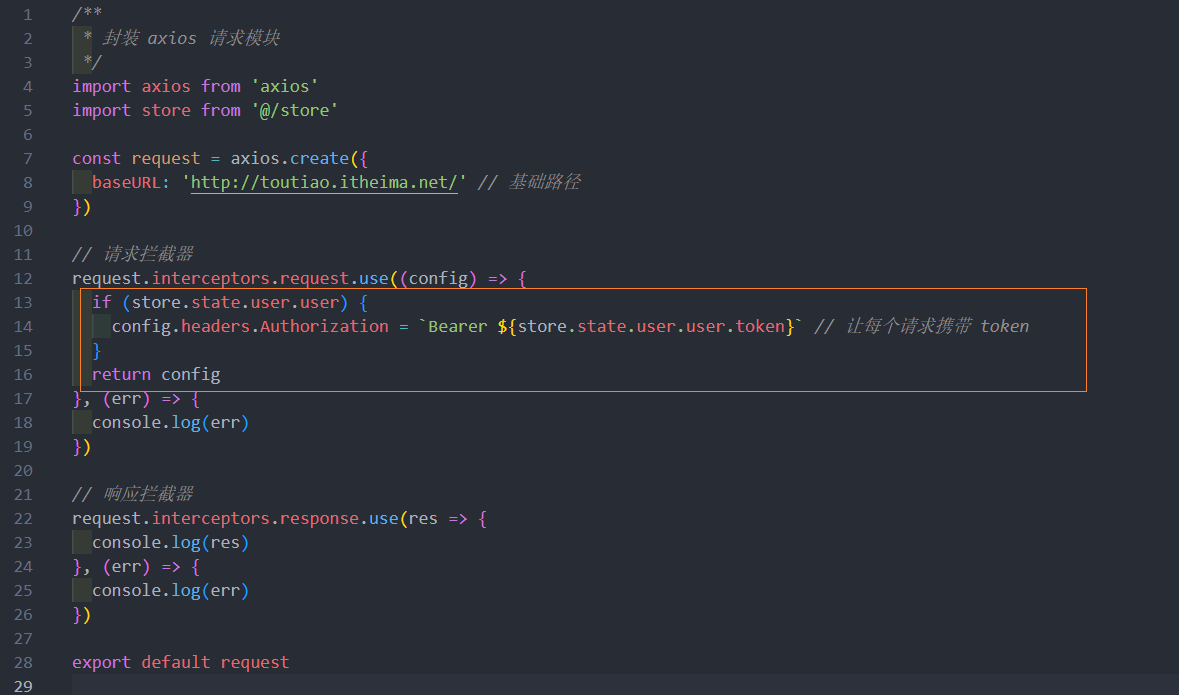 1 /**
2  * 封装 axios 请求模块
3  */
4 import axios from 'axios'
5 import store from '@/store'
6
7 const request = axios.create({
8   baseURL: 'http://toutiao.itheima.net/' // 基础路径
9 })
10
11 // 请求拦截器
12 request.interceptors.request.use((config) => {
13   if (store.state.user.user) {
14     config.headers.Authorization = `Bearer ${store.state.user.user.token}` // 让每个请求携带 token
15   }
16   return config
17 }, (err) => {
18   console.log(err)
19 })
20
21 // 响应拦截器
22 request.interceptors.response.use(res => {
23   console.log(res)
24 }, (err) => {
25   console.log(err)
26 })
27
28 export default request
29